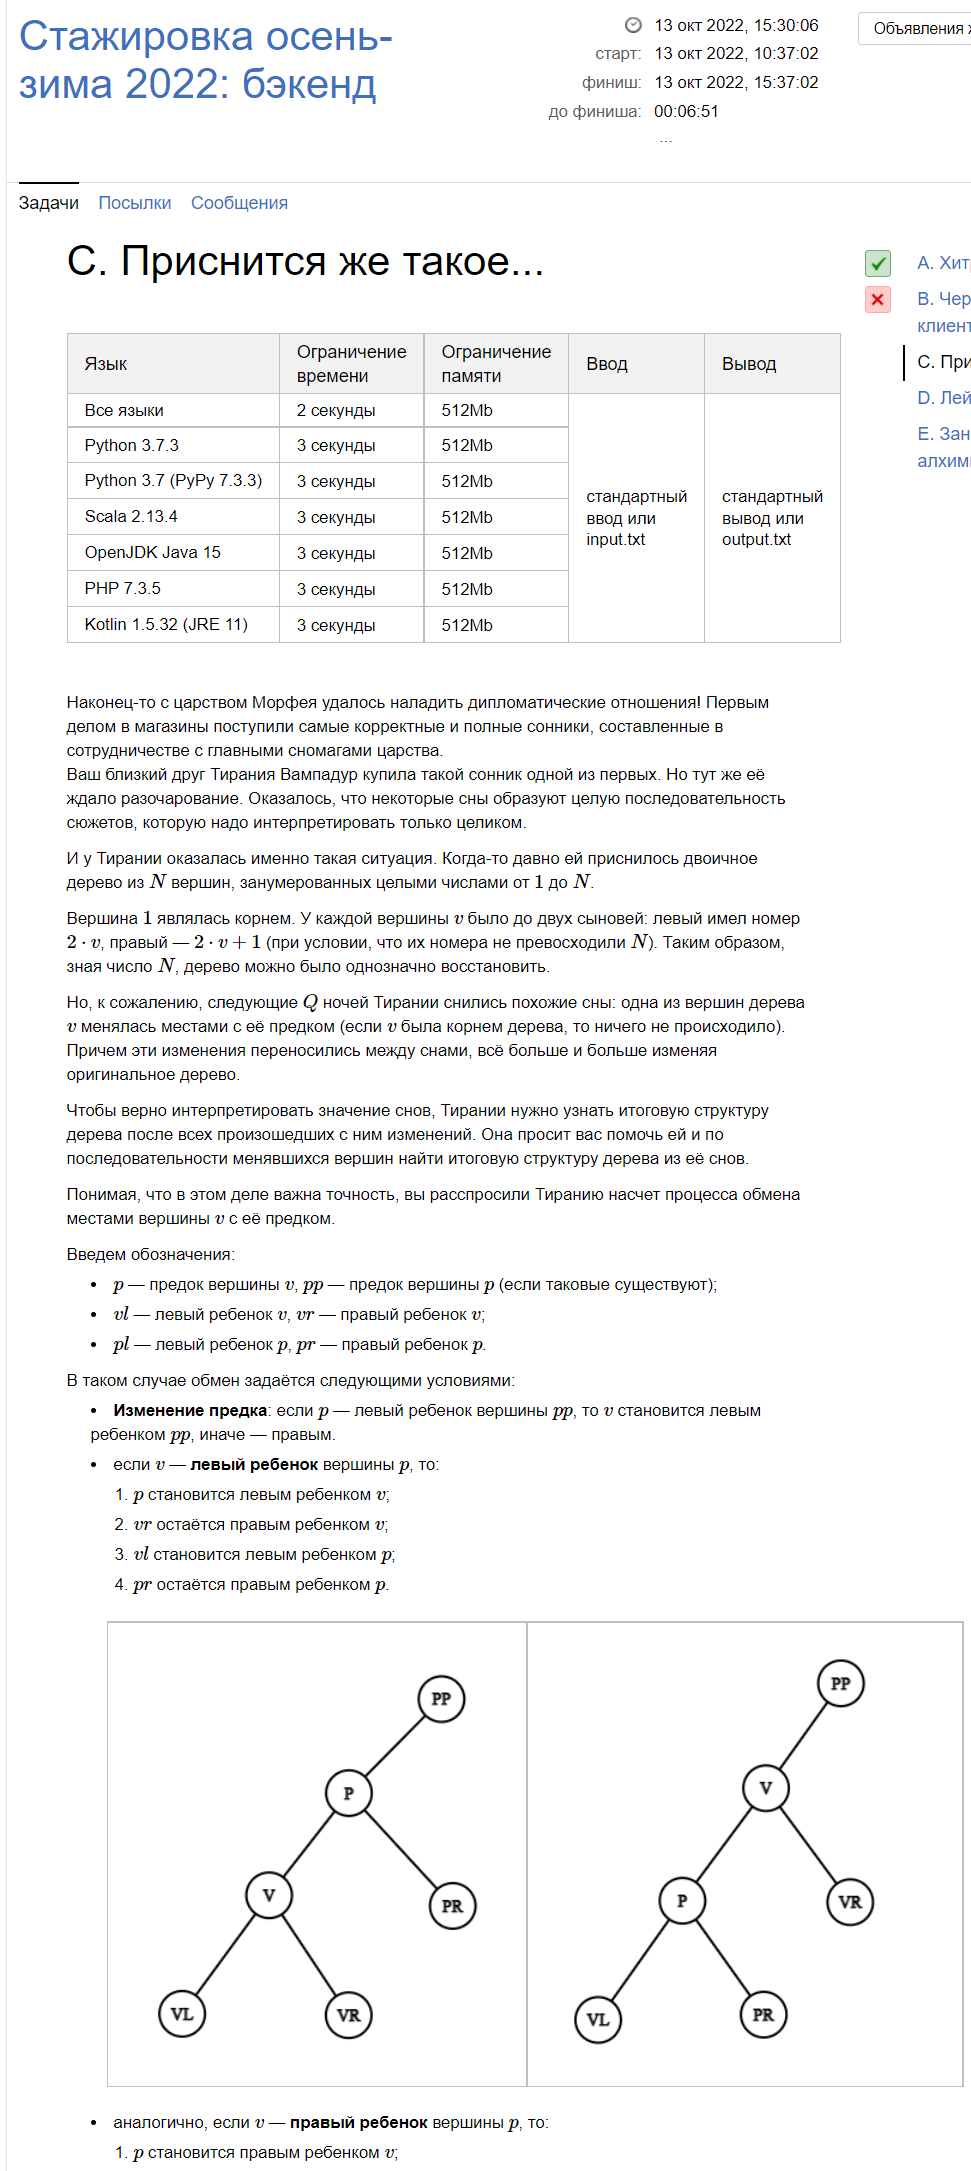 Стажировка осень-
зима 2022: бэкенд
13 окт 2022, 15:30:06
старт: 13 окт 2022, 10:37:02
финиш: 13 окт 2022, 15:37:02
до финиша: 00:06:51
...
Объявления
Задачи Посылки Сообщения
C. Приснится же такое...
A. Хит
B. Чер
клиент
C. При
D. Лей
E. Зан
алхим
Язык Ограничение времени Ограничение памяти Ввод Вывод
Все языки 2 секунды 512Mb стандартный ввод или input.txt стандартный вывод или output.txt
Python 3.7.3 3 секунды 512Mb
Python 3.7 (PyPy 7.3.3) 3 секунды 512Mb
Scala 2.13.4 3 секунды 512Mb
OpenJDK Java 15 3 секунды 512Mb
PHP 7.3.5 3 секунды 512Mb
Kotlin 1.5.32 (JRE 11) 3 секунды 512Mb
Наконец-то с царством Морфея удалось наладить дипломатические отношения! Первым
делом в магазины поступили самые корректные и полные сонники, составленные в
сотрудничестве с главными сномагами царства.
Ваш близкий друг Тирания Вампадур купила такой сонник одной из первых. Но тут же её
ждало разочарование. Оказалось, что некоторые сны образуют целую последовательность
сюжетов, которую надо интерпретировать только целиком.
И у Тирании оказалась именно такая ситуация. Когда-то давно ей приснилось двоичное
дерево из N вершин, занумерованных целыми числами от 1 до N.
Вершина 1 являлась корнем. У каждой вершины v было до двух сыновей: левый имел номер
2 · v, правый — 2 · v + 1 (при условии, что их номера не превосходили N). Таким образом,
зная число N, дерево можно было однозначно восстановить.
Но, к сожалению, следующие Q ночей Тирании снились похожие сны: одна из вершин дерева
v менялась местами с её предком (если v была корнем дерева, то ничего не происходило).
Причем эти изменения переносились между снами, всё больше и больше изменяя
оригинальное дерево.
Чтобы верно интерпретировать значение снов, Тирании нужно узнать итоговую структуру
дерева после всех произошедших с ним изменений. Она просит вас помочь ей и по
последовательности менявшихся вершин найти итоговую структуру дерева из её снов.
Понимая, что в этом деле важна точность, вы расспросили Тиранию насчет процесса обмена
местами вершины v с её предком.
Введем обозначения:
• p — предок вершины v, pp — предок вершины p (если таковые существуют);
• vl — левый ребенок v, vr — правый ребенок v;
• pl — левый ребенок p, pr — правый ребенок p.
В таком случае обмен задаётся следующими условиями:
• Изменение предка: если p — левый ребенок вершины pp, то v становится левым
ребенком pp, иначе — правым.
• если v — левый ребенок вершины p, то:
1. p становится левым ребенком v;
2. vr остаётся правым ребенком v;
3. vl становится левым ребенком p;
4. pr остаётся правым ребенком p.
PP
P
V
PR
VL
VR
PP
V
P
VR
VL
PR
• аналогично, если v — правый ребенок вершины p, то:
1. p становится правым ребенком v;